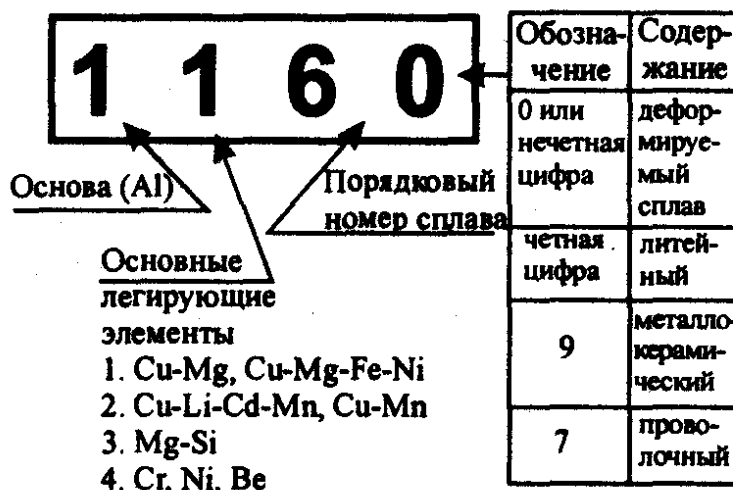 1 1 6 0
Основа (Al)
Порядковый
номер сплава
Основные
легирующие
элементы
1. Cu-Mg, Cu-Mg-Fe-Ni
2. Cu-Li-Cd-Mn, Cu-Mn
3. Mg-Si
4. Cr, Ni, Be
Обозна-
чение
Содер-
жание
0 или
нечетная
цифра
дефор-
мируе-
мый
сплав
четная
цифра
литей-
ный
9
металло-
керами-
ческий
7
прово-
лочный